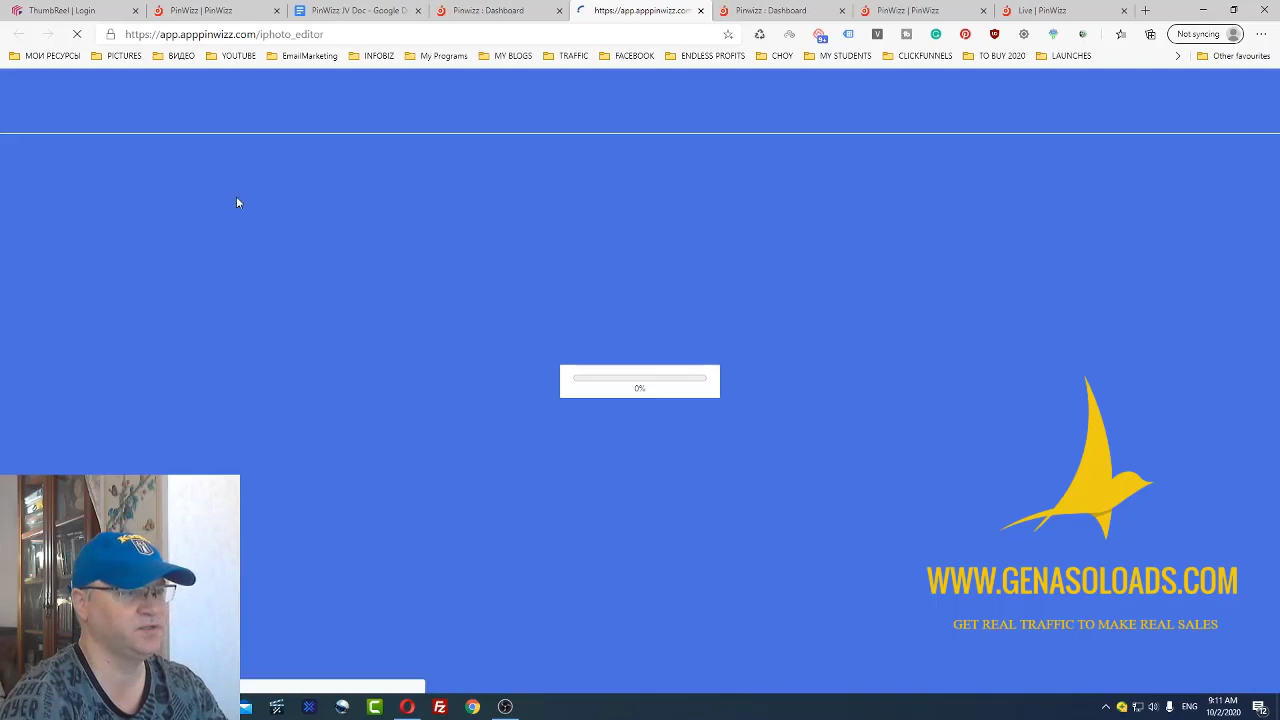 ThumbReel | Login
PinWizz | PinWizz
PinWizz JV Doc - Google D
Pinwizz : Dashboard
https://app.apppinwizz.com
Pinwizz : Dashboard
PinWizz | PinWizz
Live | PinWizz
https://app.apppinwizz.com/iphoto_editor
9+
Not syncing
МОИ РЕСУРСЫ
PUTURES
ВИДЕО
YOUTUBE
EmailMarketing
INFOBIZ
My Programs
MY BLOGS
TRAFFIC
FACEBOOK
ENDLESS PROFITS
CHOY
MY STUDENTS
CLICKFUNNELS
TO BUY 2020
LAUNCHES
Other favourites
0%
WWW.GENASOLOADS.COM
GET REAL TRAFFIC TO MAKE REAL SALES
ENG
9:11 AM
10/2/2020